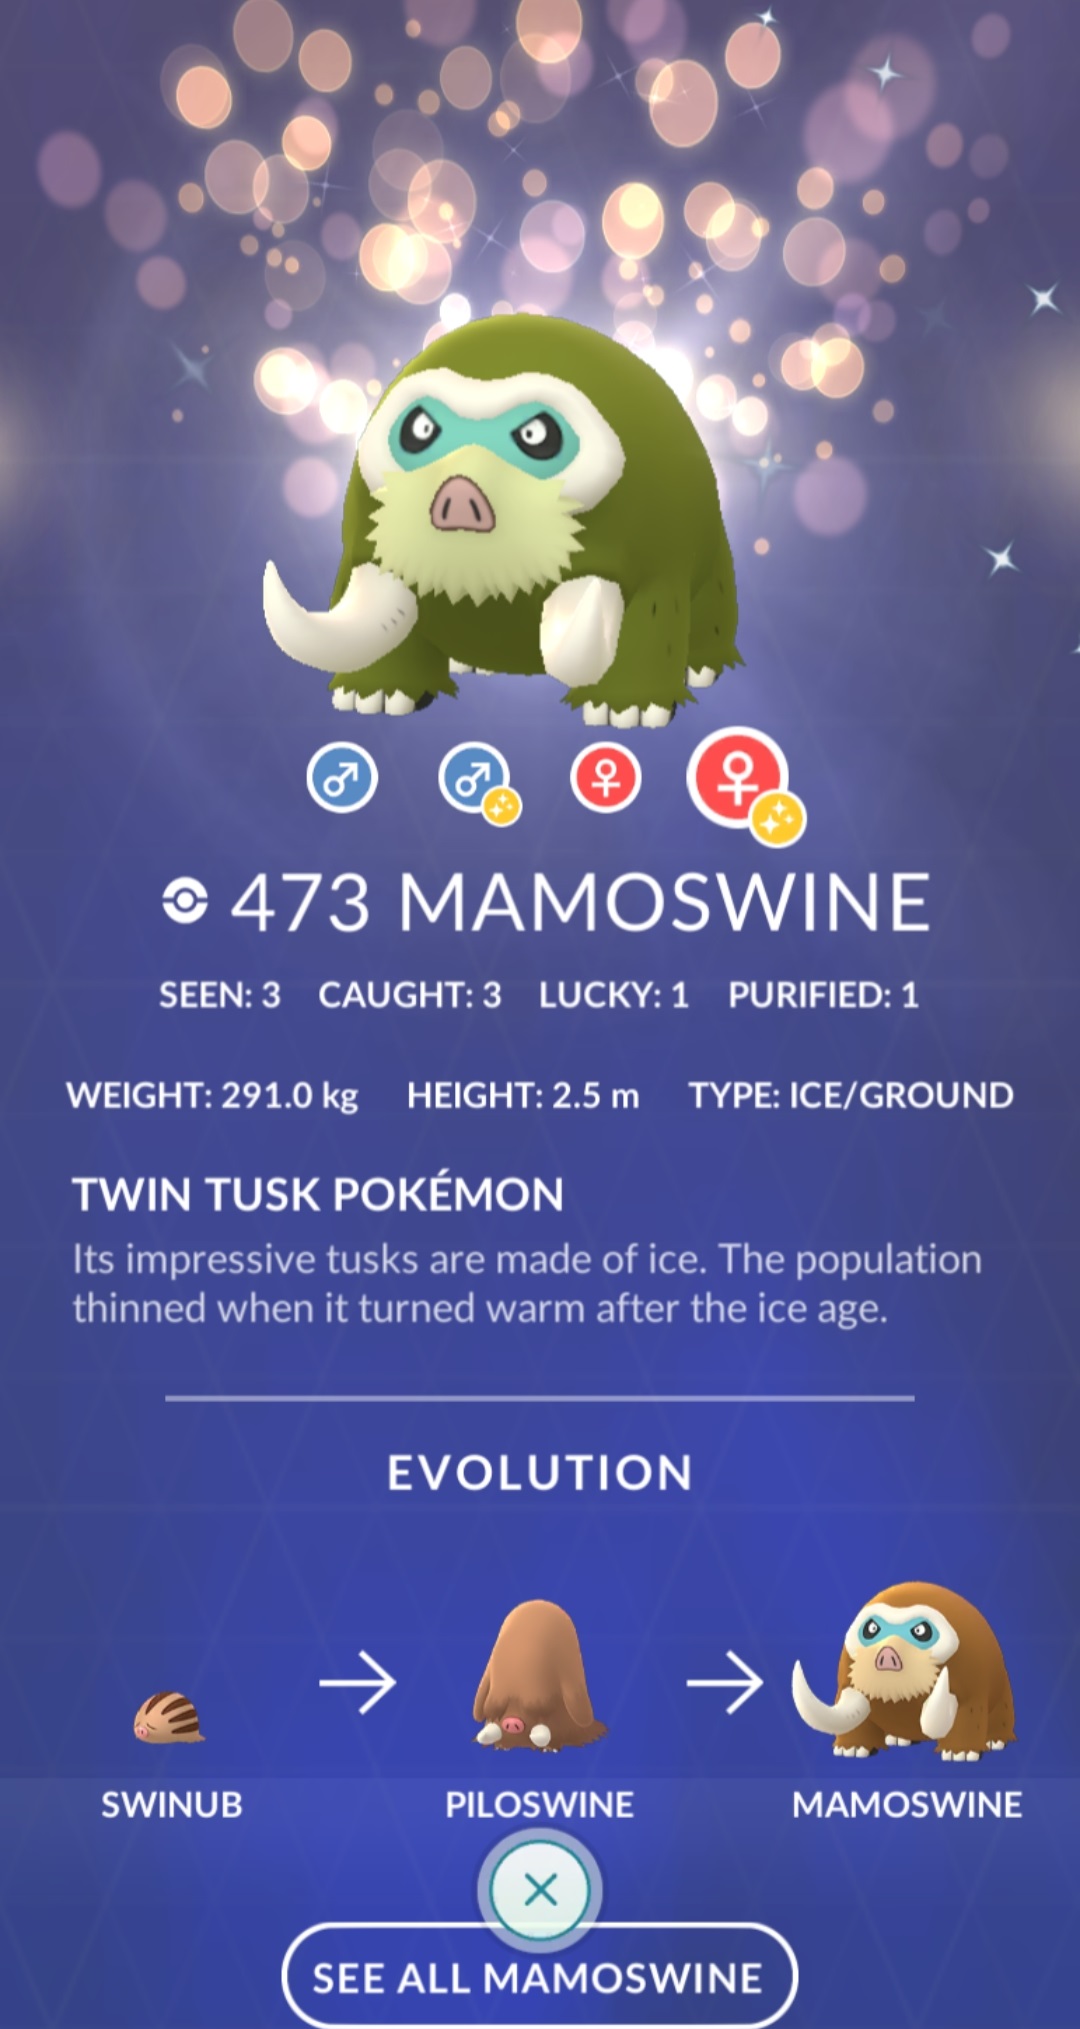 473 MAMOSWINE
SEEN: 3 CAUGHT: 3 LUCKY: 1 PURIFIED: 1
WEIGHT: 291.0 kg HEIGHT: 2.5 m TYPE: ICE/GROUND
TWIN TUSK POKÉMON
Its impressive tusks are made of ice. The population
thinned when it turned warm after the ice age.
EVOLUTION
SWINUB PILOSWINE MAMOSWINE
SEE ALL MAMOSWINE